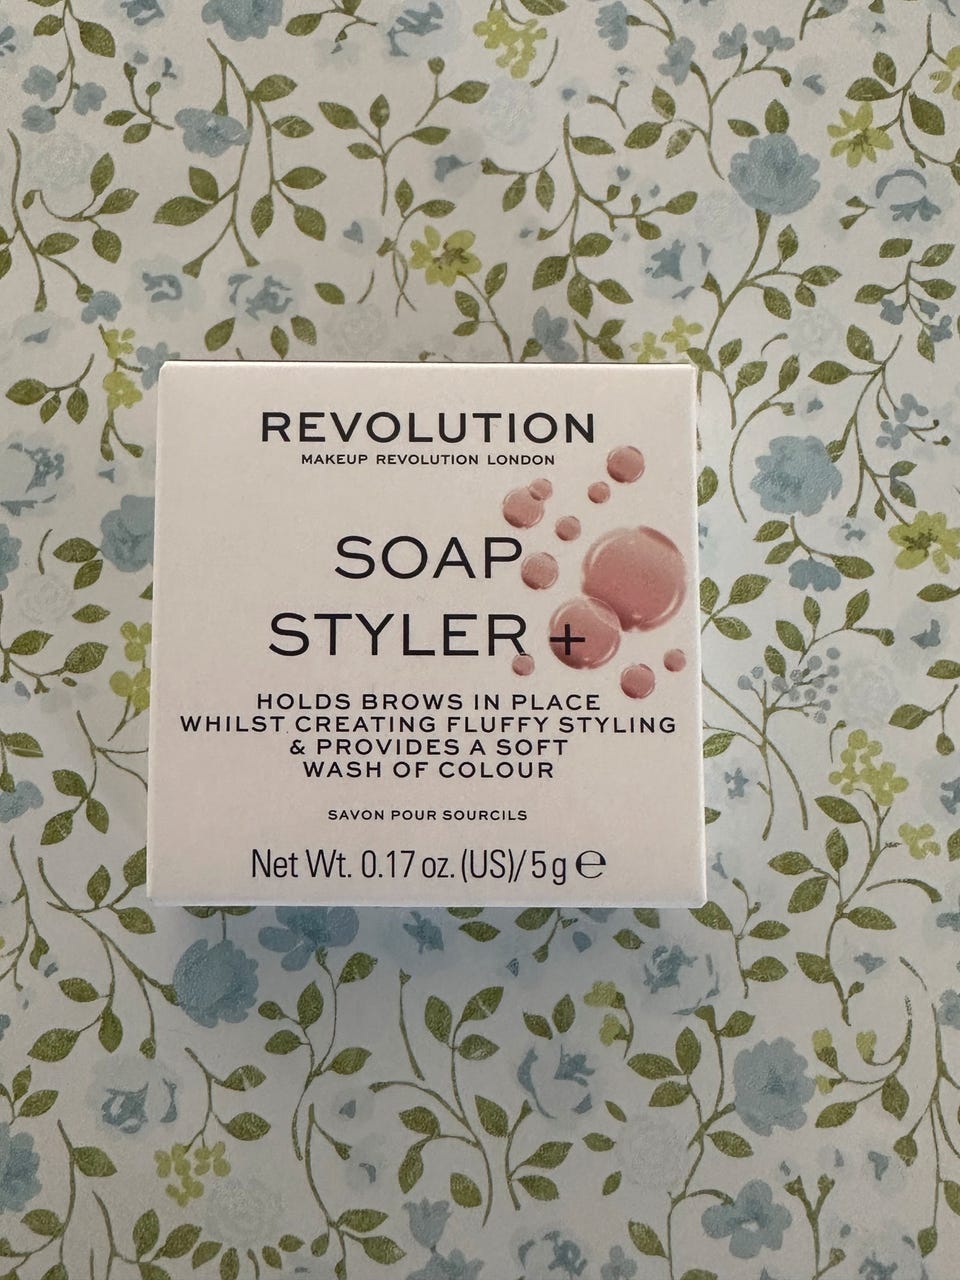 REVOLUTION
MAKEUP REVOLUTION LONDON
SOAP
STYLER +
HOLDS BROWS IN PLACE
WHILST CREATING FLUFFY STYLING
& PROVIDES A SOFT
WASH OF COLOUR
SAVON POUR SOURCILS
Net Wt. 0.17 oz. (US)/ 5 g ℮